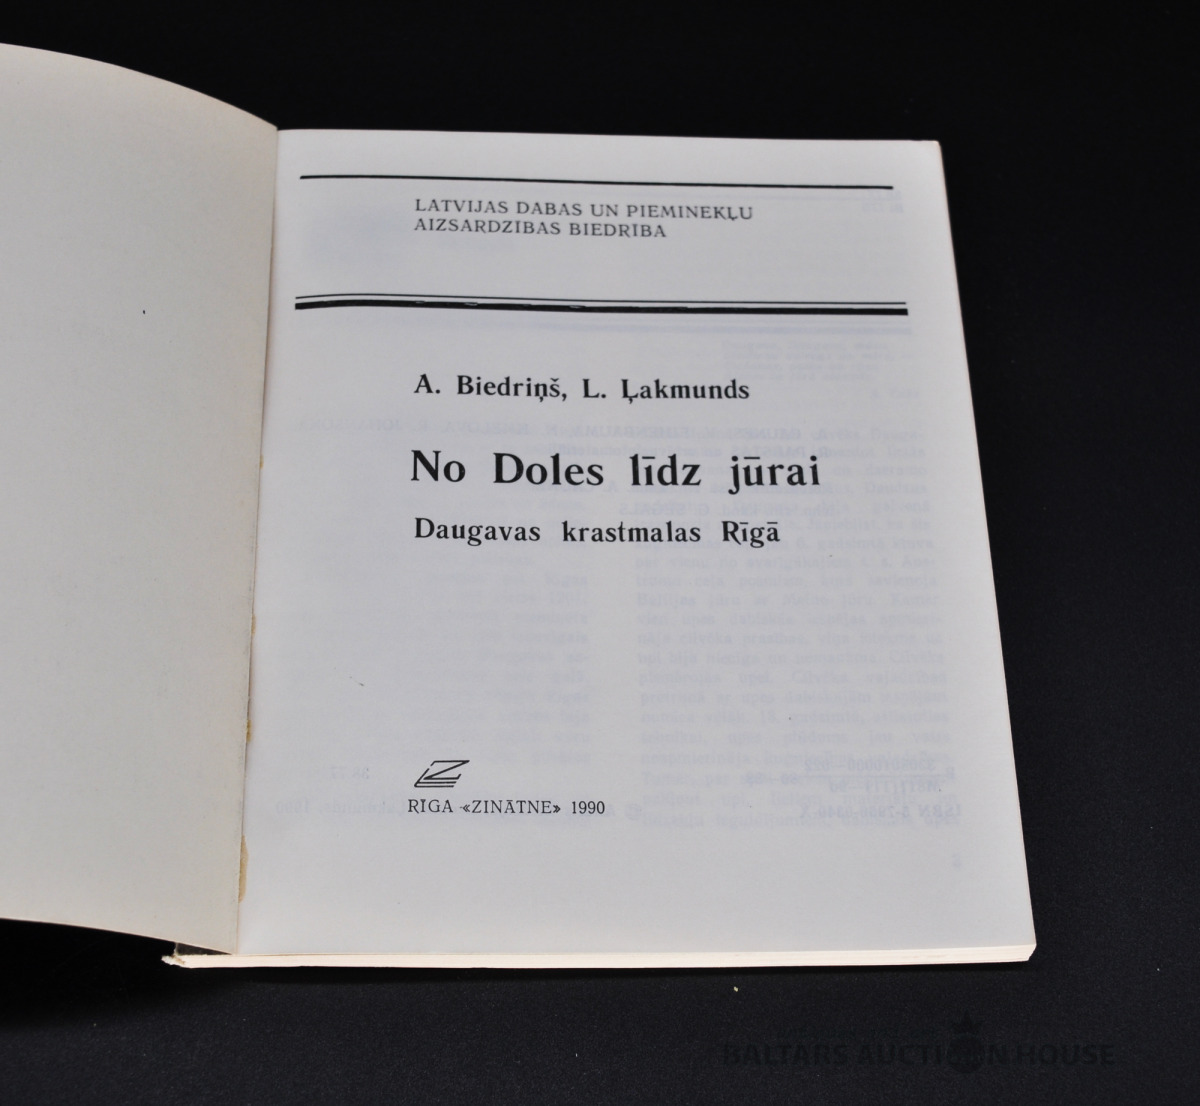 LATVIJAS DABAS UN PIEMINEKĻU
AIZSARDZĪBAS BIEDRĪBA
A. Biedriņš, L. Ļakmunds
No Doles līdz jūrai
Daugavas krastmalas Rīgā
RĪGA «ZINĀTNE» 1990
BALTARS AUCTION HOUSE